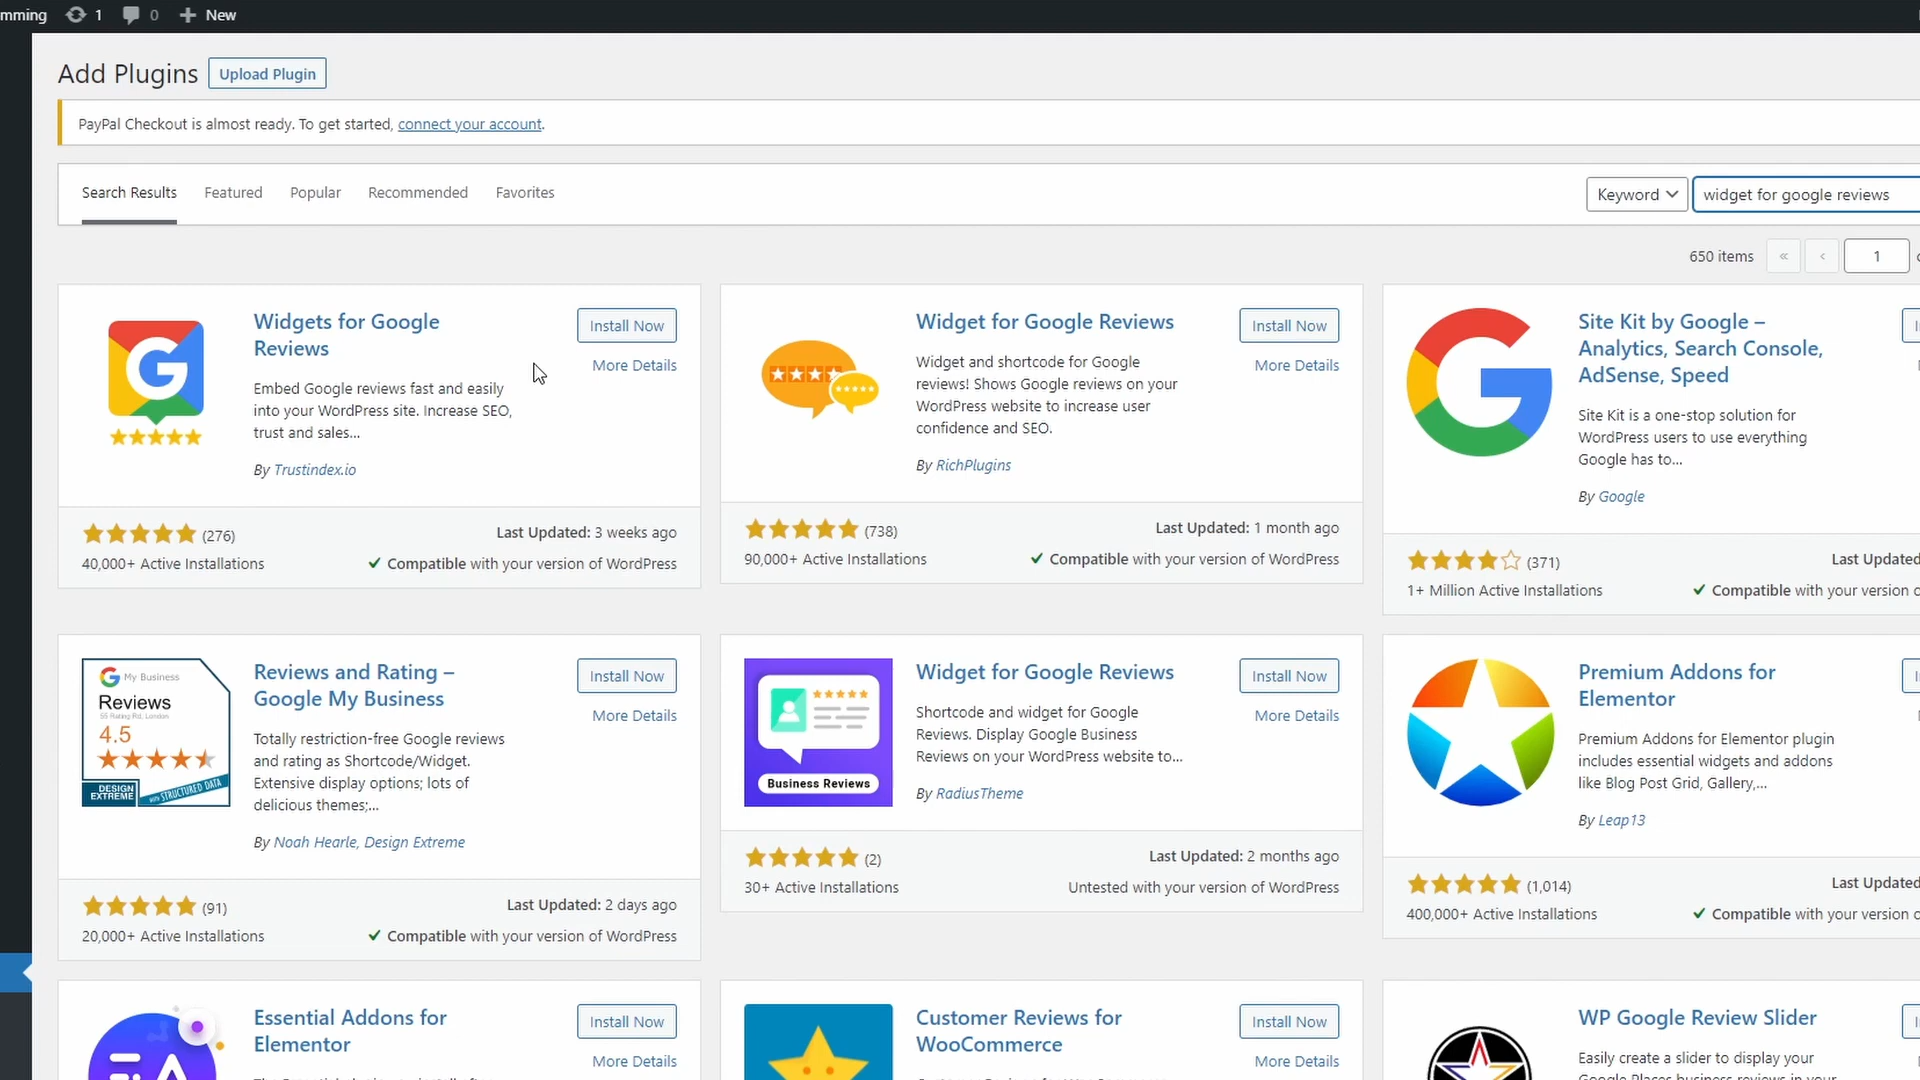 mming 1 0 New
Add Plugins Upload Plugin
PayPal Checkout is almost ready. To get started, connect your account.
Search Results Featured Popular Recommended Favorites
Keyword widget for google reviews
650 items « ‹ 1
Widgets for Google
Reviews
Install Now
More Details
Embed Google reviews fast and easily
into your WordPress site. Increase SEO,
trust and sales...
By Trustindex.io
(276)
Last Updated: 3 weeks ago
40,000+ Active Installations
Compatible with your version of WordPress
Widget for Google Reviews
Install Now
More Details
Widget and shortcode for Google
reviews! Shows Google reviews on your
WordPress website to increase user
confidence and SEO.
By RichPlugins
(738)
Last Updated: 1 month ago
90,000+ Active Installations
Compatible with your version of WordPress
Site Kit by Google –
Analytics, Search Console,
AdSense, Speed
Site Kit is a one-stop solution for
WordPress users to use everything
Google has to...
By Google
(371)
Last Updated
1+ Million Active Installations
Compatible with your version
G My Business
Reviews
55 Rating Rd, London
4.5
DESIGN
EXTREME
with STRUCTURED DATA
Reviews and Rating –
Google My Business
Install Now
More Details
Totally restriction-free Google reviews
and rating as Shortcode/Widget.
Extensive display options; lots of
delicious themes;...
By Noah Hearle, Design Extreme
(91)
Last Updated: 2 days ago
20,000+ Active Installations
Compatible with your version of WordPress
Business Reviews
Widget for Google Reviews
Install Now
More Details
Shortcode and widget for Google
Reviews. Display Google Business
Reviews on your WordPress website to...
By RadiusTheme
(2)
Last Updated: 2 months ago
30+ Active Installations
Untested with your version of WordPress
Premium Addons for
Elementor
Premium Addons for Elementor plugin
includes essential widgets and addons
like Blog Post Grid, Gallery,...
By Leap13
(1,014)
Last Updated
400,000+ Active Installations
Compatible with your version
Essential Addons for
Elementor
Install Now
More Details
Customer Reviews for
WooCommerce
Install Now
More Details
WP Google Review Slider
Easily create a slider to display your
Google Places business reviews in your